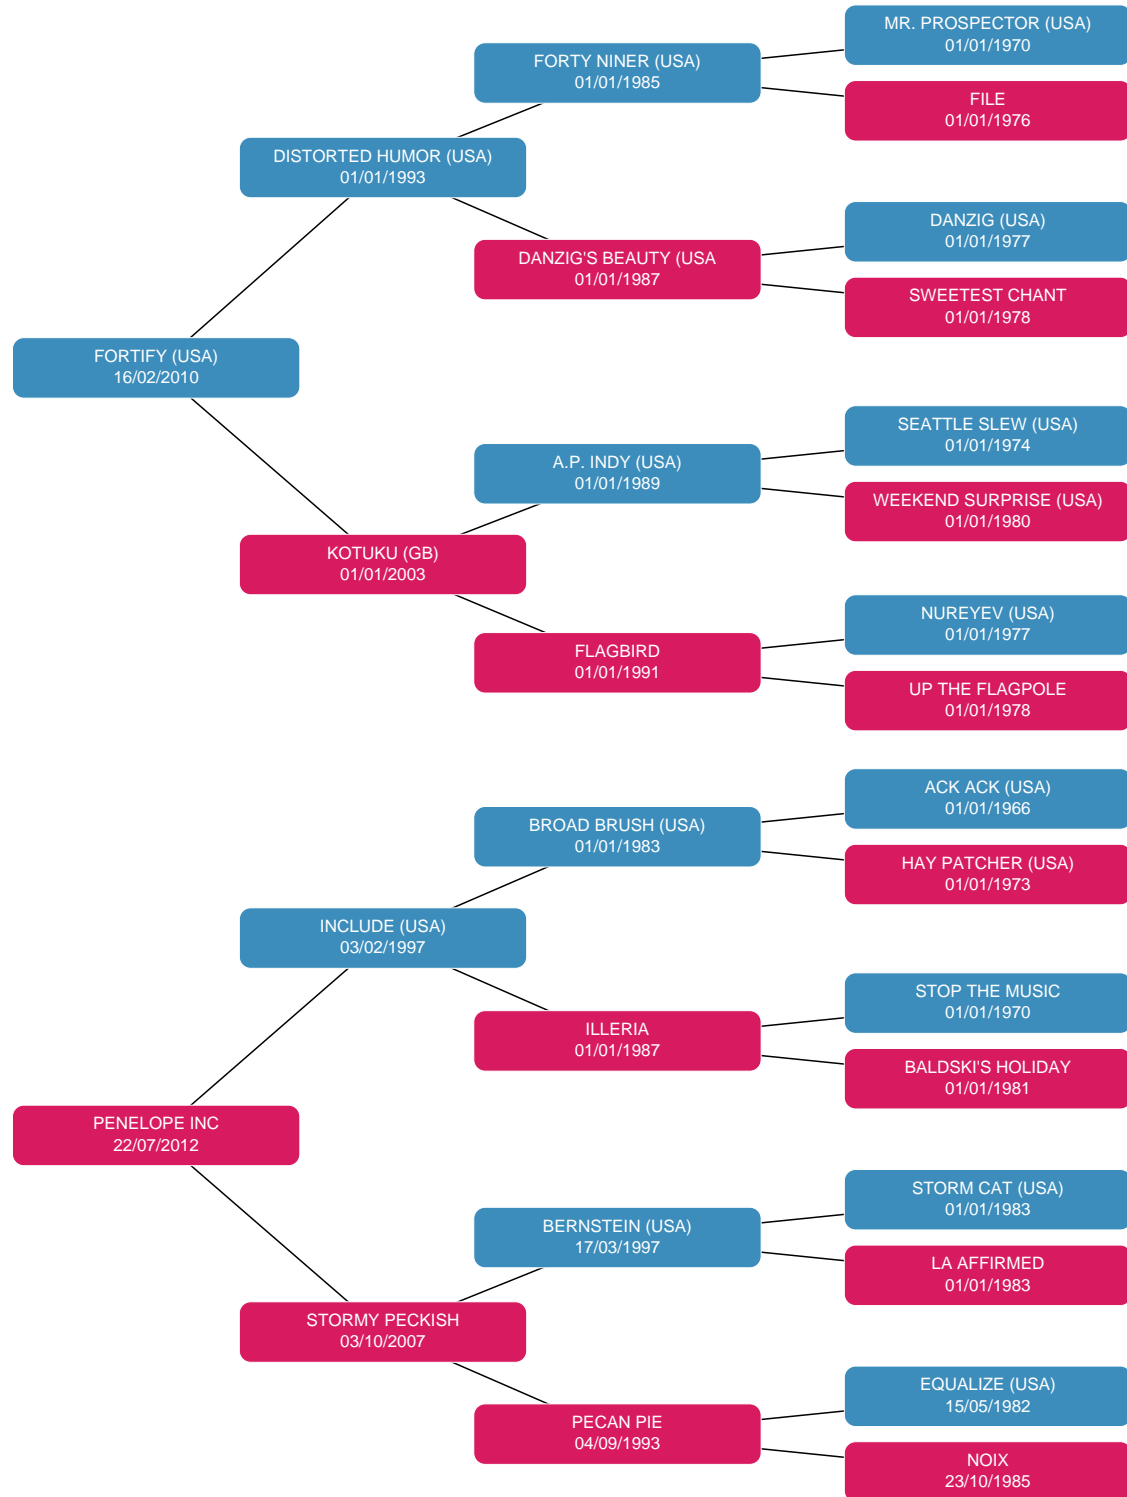 MR. PROSPECTOR (USA)
01/01/1970
FORTY NINER (USA)
01/01/1985
FILE
01/01/1976
DISTORTED HUMOR (USA)
01/01/1993
DANZIG (USA)
01/01/1977
DANZIG'S BEAUTY (USA
01/01/1987
SWEETEST CHANT
01/01/1978
FORTIFY (USA)
16/02/2010
SEATTLE SLEW (USA)
01/01/1974
A.P. INDY (USA)
01/01/1989
WEEKEND SURPRISE (USA)
01/01/1980
KOTUKU (GB)
01/01/2003
NUREYEV (USA)
01/01/1977
FLAGBIRD
01/01/1991
UP THE FLAGPOLE
01/01/1978
ACK ACK (USA)
01/01/1966
BROAD BRUSH (USA)
01/01/1983
HAY PATCHER (USA)
01/01/1973
INCLUDE (USA)
03/02/1997
STOP THE MUSIC
01/01/1970
ILLERIA
01/01/1987
BALDSKI'S HOLIDAY
01/01/1981
PENELOPE INC
22/07/2012
STORM CAT (USA)
01/01/1983
BERNSTEIN (USA)
17/03/1997
LA AFFIRMED
01/01/1983
STORMY PECKISH
03/10/2007
EQUALIZE (USA)
15/05/1982
PECAN PIE
04/09/1993
NOIX
23/10/1985